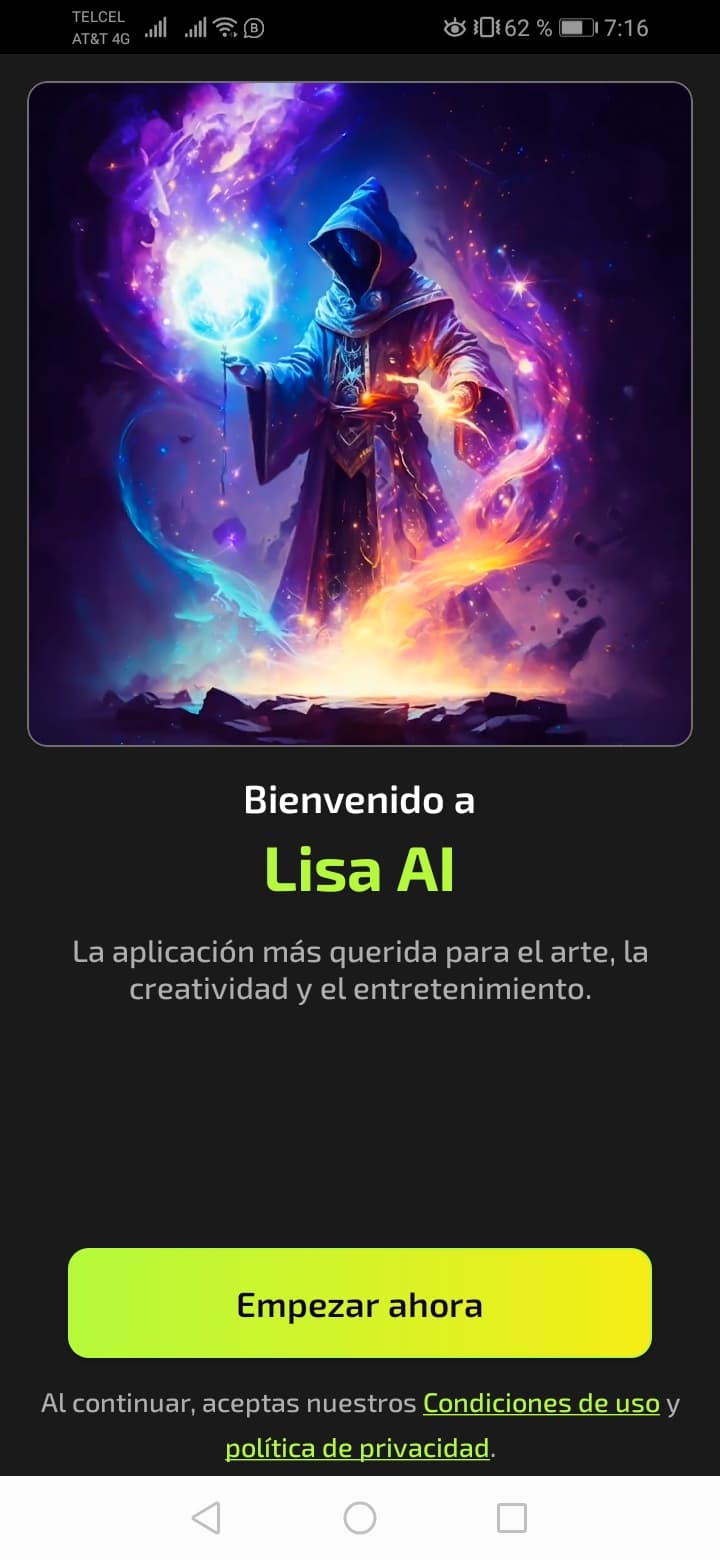 TELCEL
AT&T 4G
B
62 %
7:16
Bienvenido a
Lisa AI
La aplicación más querida para el arte, la
creatividad y el entretenimiento.
Empezar ahora
Al continuar, aceptas nuestros Condiciones de uso y
política de privacidad.